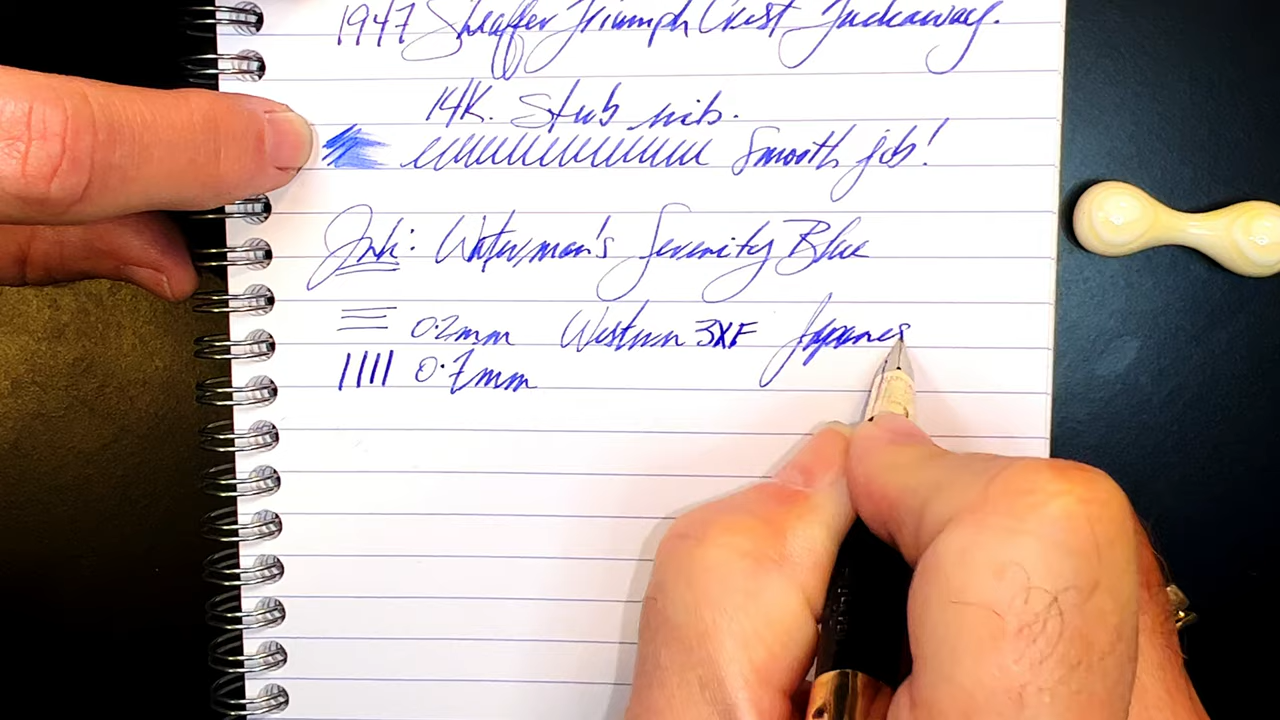 1947 Sheaffer Triumph Crest Tuckaway.
14K. Stub nib.
Smooth job!
Ink: Waterman's Serenity Blue
0.2mm Western 3XF Japanes
0.7mm